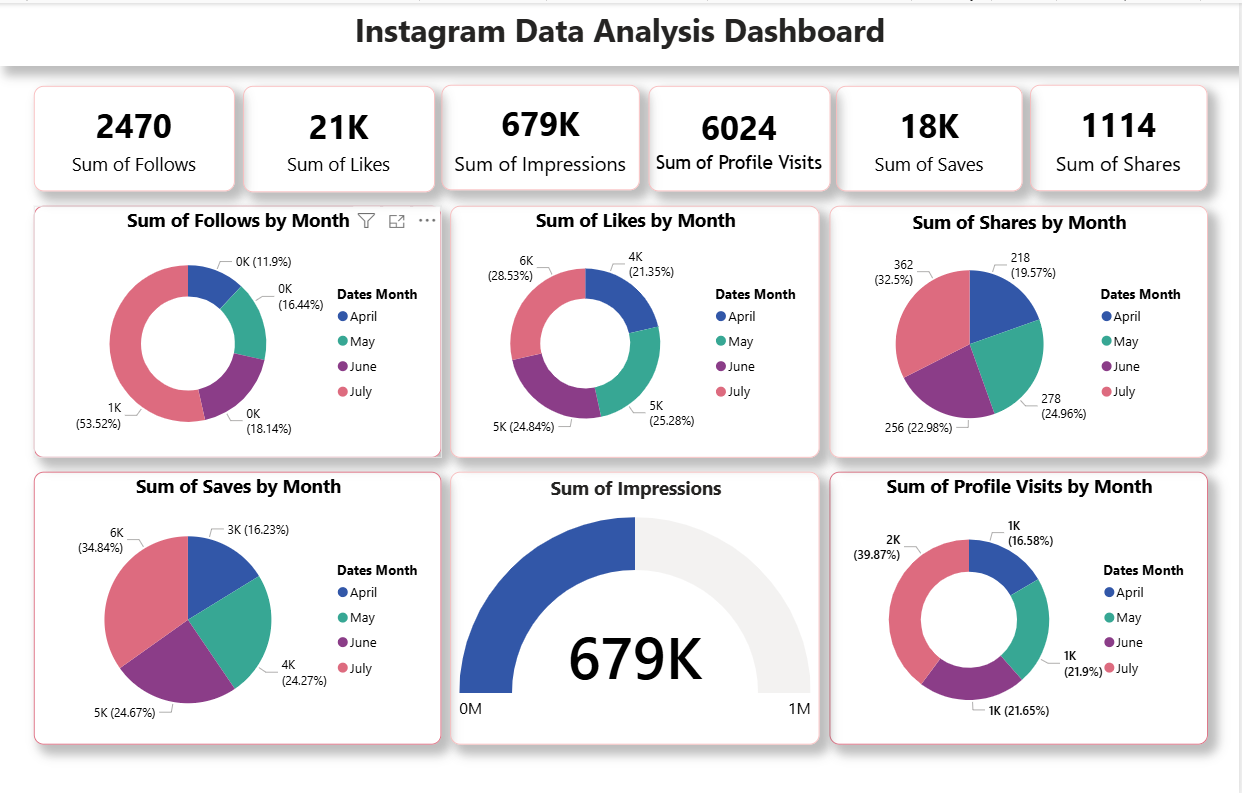 Instagram Data Analysis Dashboard
2470
Sum of Follows
21K
Sum of Likes
679K
Sum of Impressions
6024
Sum of Profile Visits
18K
Sum of Saves
1114
Sum of Shares
Sum of Follows by Month
0K (11.9%)
0K
(16.44%)
0K
(18.14%)
1K
(53.52%)
Dates Month
April
May
June
July
Sum of Likes by Month
4K
(21.35%)
5K
(25.28%)
5K (24.84%)
6K
(28.53%)
Dates Month
April
May
June
July
Sum of Shares by Month
218
(19.57%)
278
(24.96%)
256 (22.98%)
362
(32.5%)
Dates Month
April
May
June
July
Sum of Saves by Month
3K (16.23%)
4K
(24.27%)
5K (24.67%)
6K
(34.84%)
Dates Month
April
May
June
July
Sum of Impressions
679K
0M
1M
Sum of Profile Visits by Month
1K
(16.58%)
1K
(21.9%)
1K (21.65%)
2K
(39.87%)
Dates Month
April
May
June
July